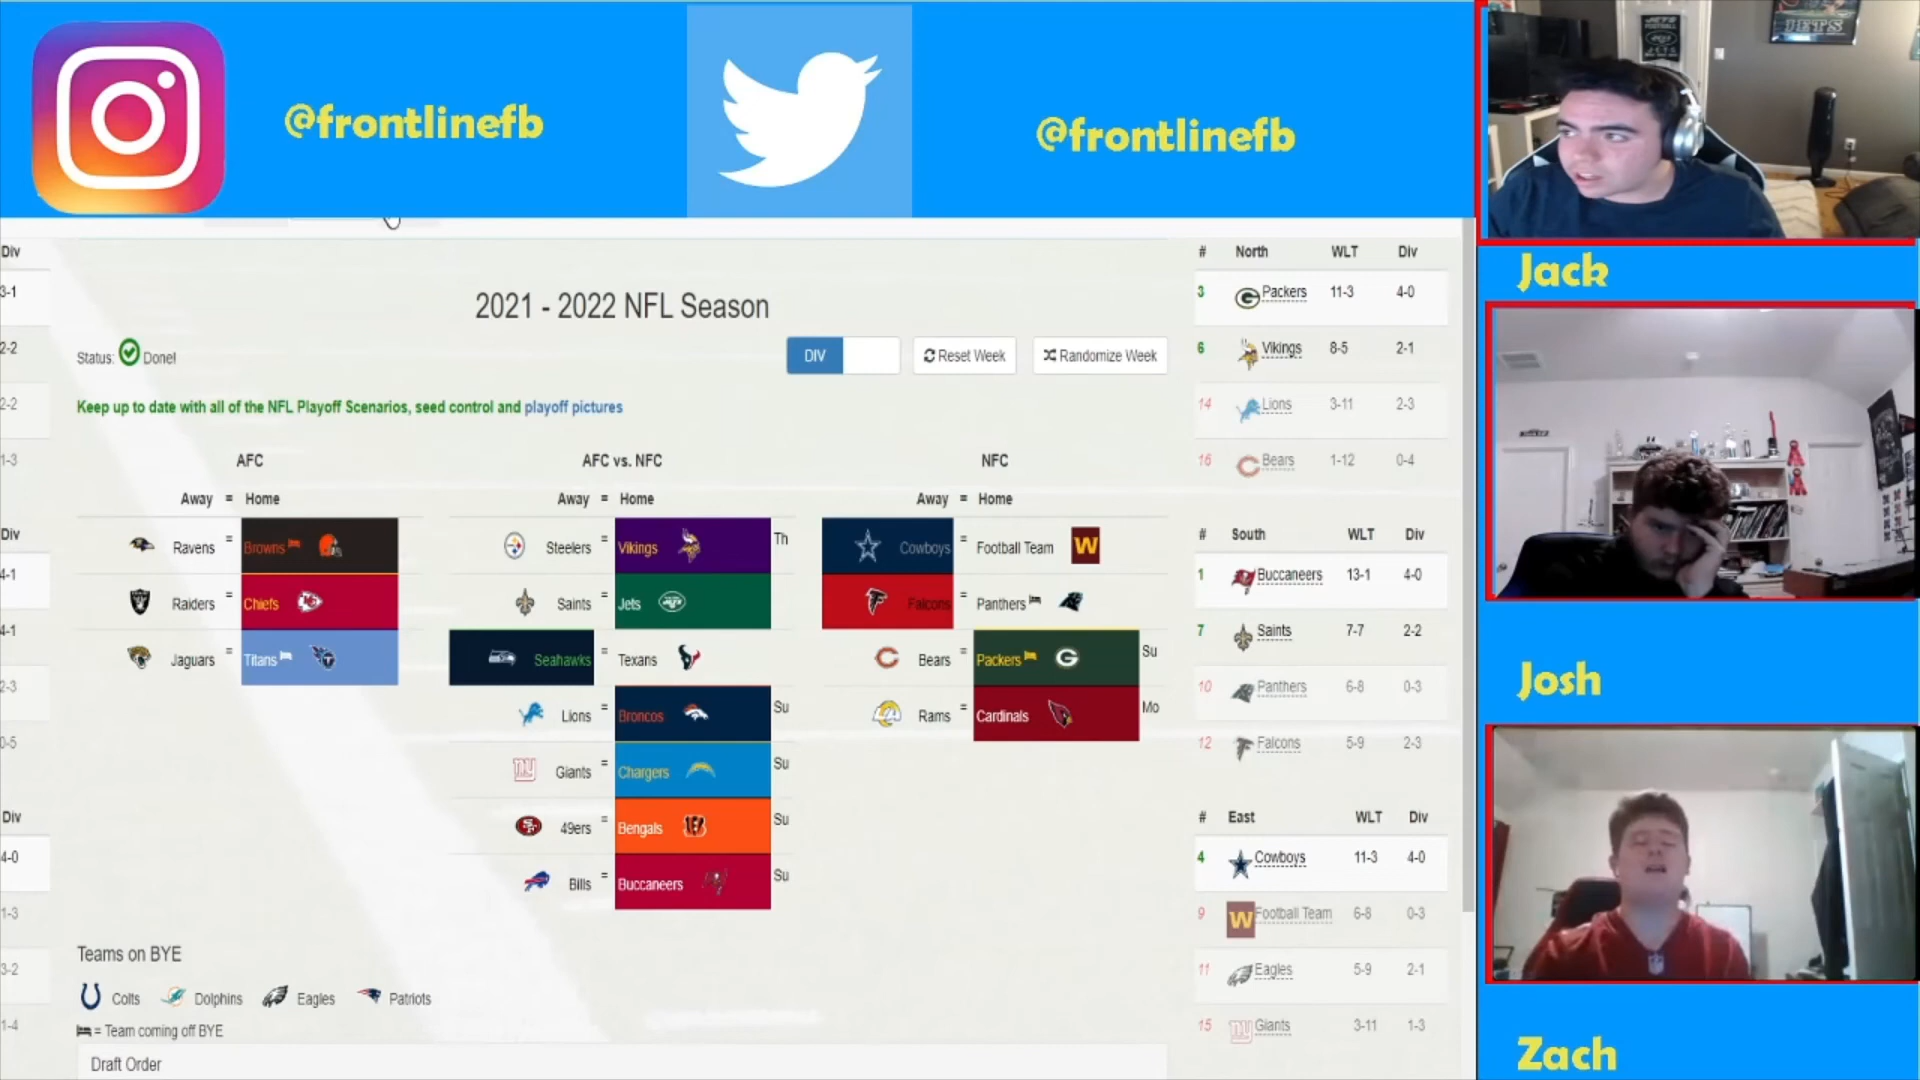 @frontlinefb
@frontlinefb
JETS
Jack
Josh
Zach
2021 - 2022 NFL Season
Status: Done!
DIV
Reset Week
Randomize Week
Keep up to date with all of the NFL Playoff Scenarios, seed control and playoff pictures
AFC
Away = Home
Ravens = Browns
Raiders = Chiefs
Jaguars = Titans
AFC vs. NFC
Away = Home
Steelers = Vikings Th
Saints = Jets
Seahawks = Texans
Lions = Broncos Su
Giants = Chargers Su
49ers = Bengals Su
Bills = Buccaneers Su
NFC
Away = Home
Cowboys = Football Team W
Falcons = Panthers
Bears = Packers Su
Rams = Cardinals Mo
Teams on BYE
Colts Dolphins Eagles Patriots
= Team coming off BYE
Draft Order
Div
3-1
2-2
2-2
1-3
Div
4-1
4-1
2-3
0-5
Div
4-0
1-3
3-2
1-4
# North WLT Div
3 Packers 11-3 4-0
6 Vikings 8-5 2-1
14 Lions 3-11 2-3
16 Bears 1-12 0-4
# South WLT Div
1 Buccaneers 13-1 4-0
7 Saints 7-7 2-2
10 Panthers 6-8 0-3
12 Falcons 5-9 2-3
# East WLT Div
4 Cowboys 11-3 4-0
9 W Football Team 6-8 0-3
11 Eagles 5-9 2-1
15 Giants 3-11 1-3